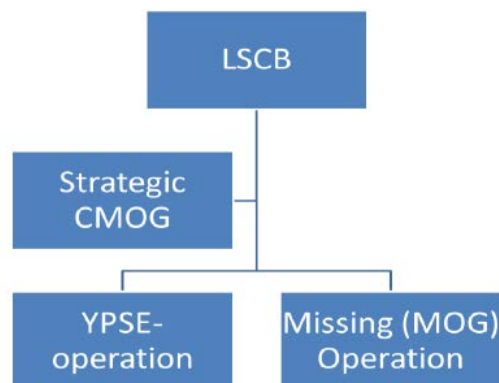 LSCB
Strategic
CMOG
YPSE-
operation
Missing (MOG)
Operation